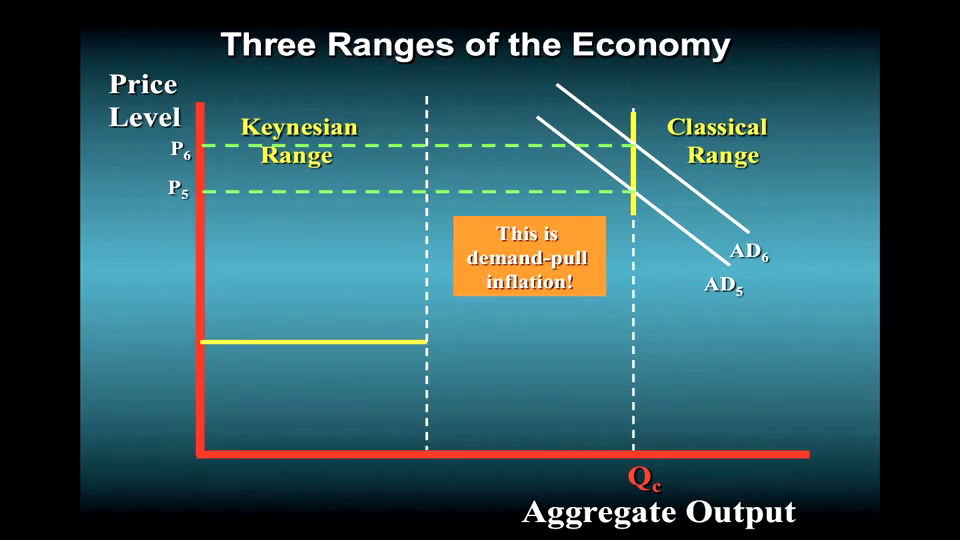 Three Ranges of the Economy
Price
Level
Keynesian
Range
Classical
Range
P6
P5
This is
demand-pull
inflation!
AD6
AD5
Qc
Aggregate Output